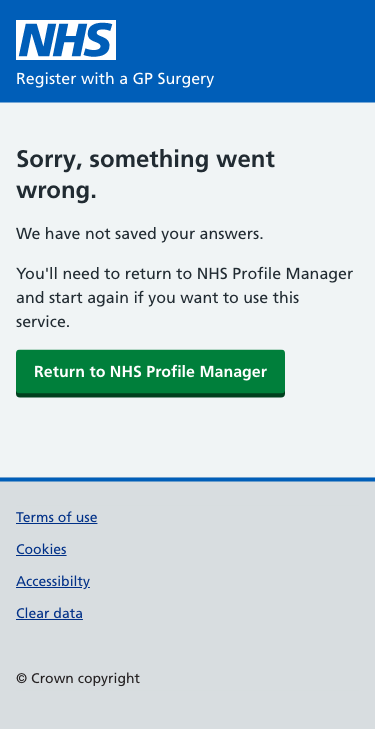 NHS
Register with a GP Surgery
Sorry, something went
wrong.
We have not saved your answers.
You'll need to return to NHS Profile Manager
and start again if you want to use this
service.
Return to NHS Profile Manager
Terms of use
Cookies
Accessibilty
Clear data
© Crown copyright